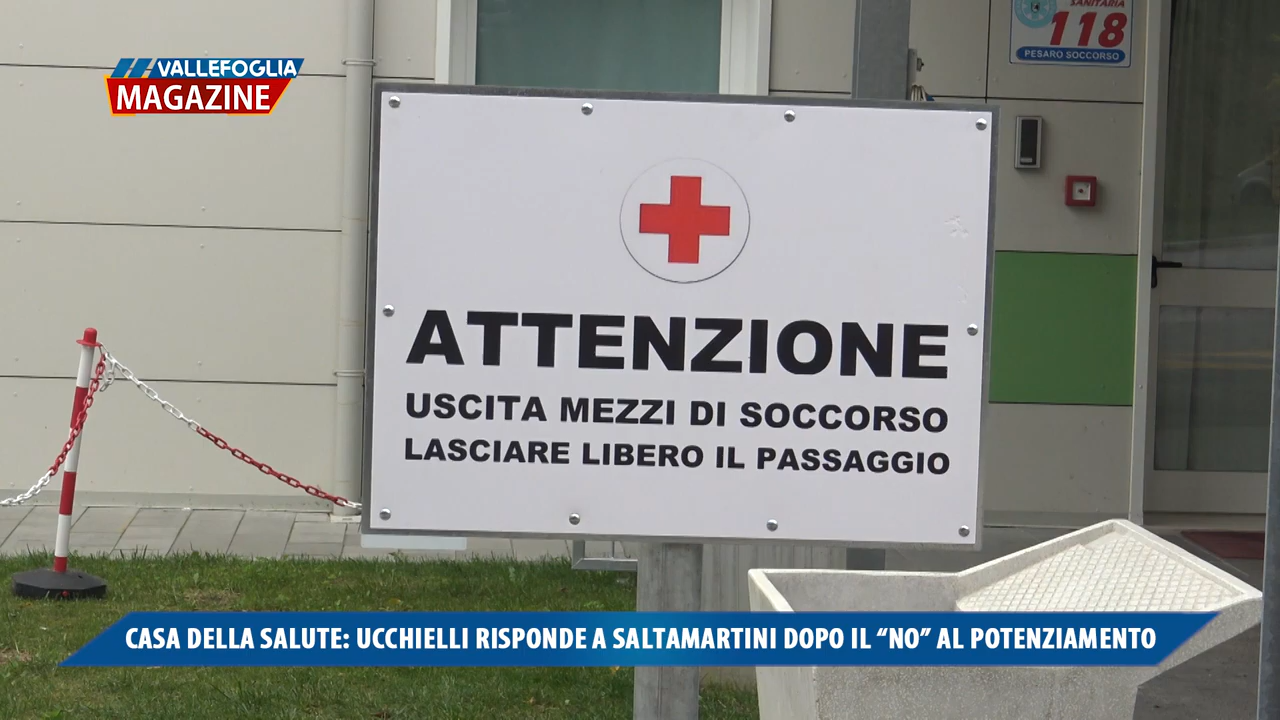 VALLEFOGLIA
MAGAZINE
SANITARIA
118
PESARO SOCCORSO
ATTENZIONE
USCITA MEZZI DI SOCCORSO
LASCIARE LIBERO IL PASSAGGIO
CASA DELLA SALUTE: UCCHIELLI RISPONDE A SALTAMARTINI DOPO IL “NO” AL POTENZIAMENTO